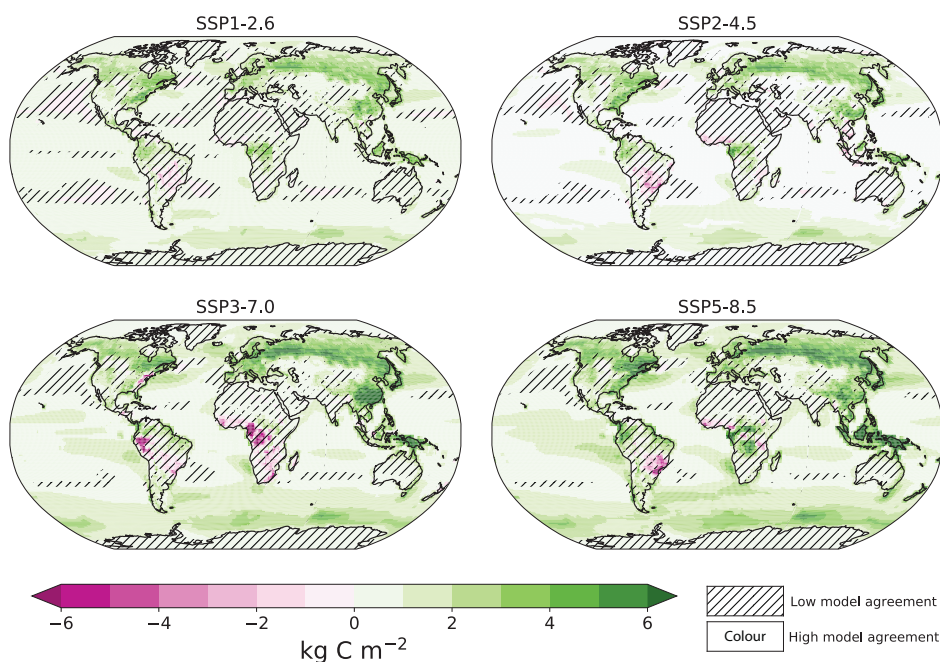 SSP1-2.6
SSP2-4.5
SSP3-7.0
SSP5-8.5
−6 −4 −2 0 2 4 6
kg C m⁻²
Low model agreement
Colour High model agreement